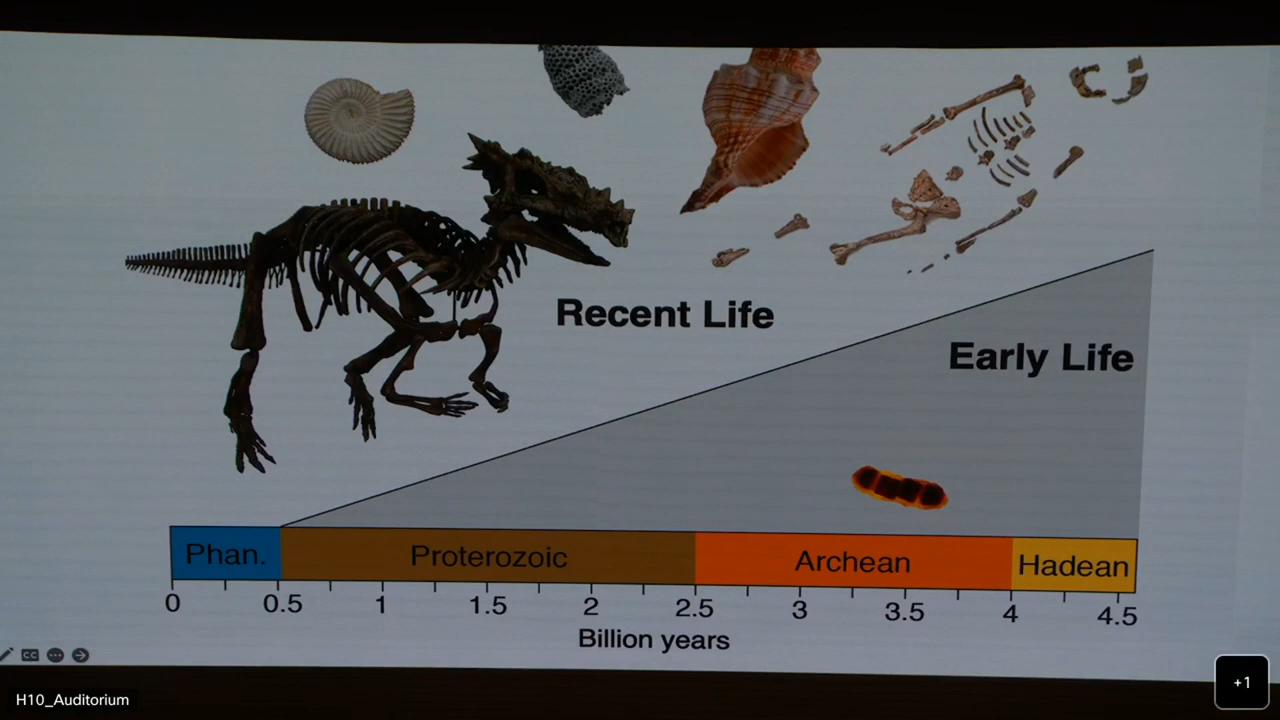 Recent Life
Early Life
Phan.
Proterozoic
Archean
Hadean
0 0.5 1 1.5 2 2.5 3 3.5 4 4.5
Billion years
CC
H10_Auditorium
+1